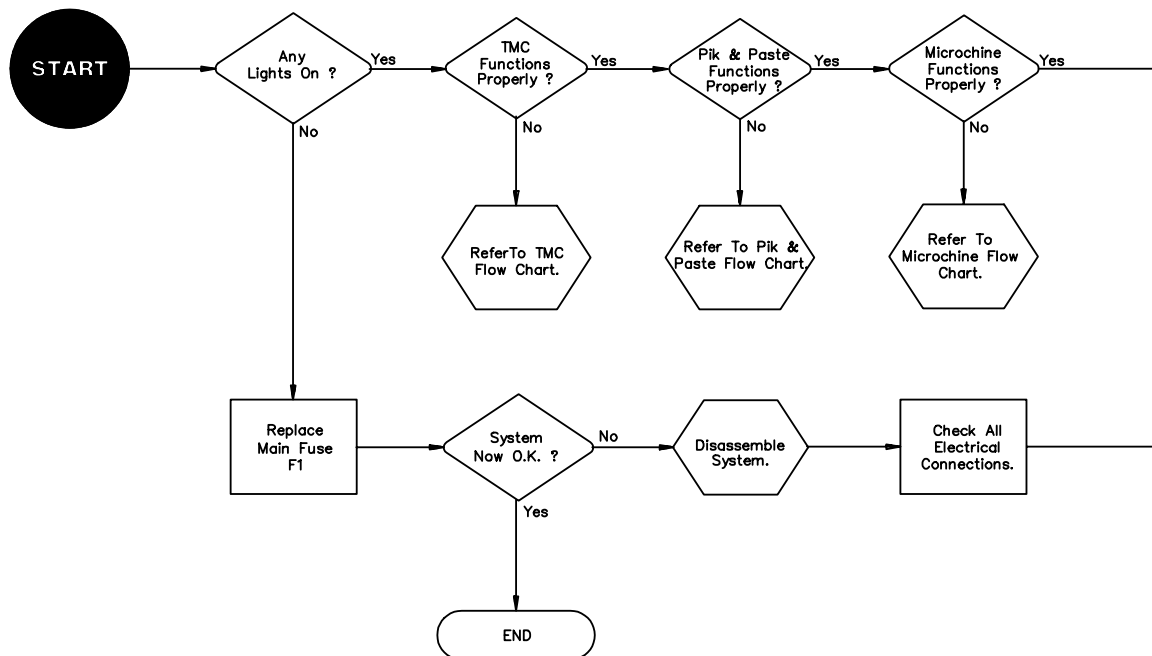 START
Any
Lights On ?
Yes
No
TMC
Functions
Properly ?
Yes
No
Pik & Paste
Functions
Properly ?
Yes
No
Microchine
Functions
Properly ?
Yes
No
ReferTo TMC
Flow Chart.
Refer To Pik &
Paste Flow Chart.
Refer To
Microchine Flow
Chart.
Replace
Main Fuse
F1
System
Now O.K. ?
No
Yes
Disassemble
System.
Check All
Electrical
Connections.
END